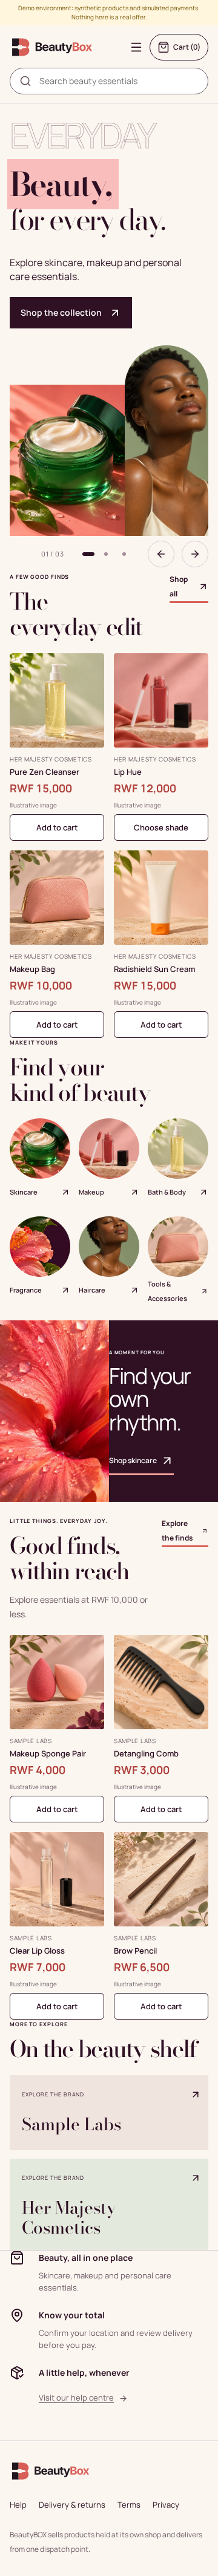 Demo environment: synthetic products and simulated payments.
Nothing here is a real offer.
BeautyBox
Cart (0)
Search beauty essentials
EVERYDAY
Beauty,
for every day.
Explore skincare, makeup and personal
care essentials.
Shop the collection
01 / 03
A FEW GOOD FINDS
The
everyday edit
Shop
all
HER MAJESTY COSMETICS
Pure Zen Cleanser
RWF 15,000
Illustrative image
Add to cart
HER MAJESTY COSMETICS
Lip Hue
RWF 12,000
Illustrative image
Choose shade
HER MAJESTY COSMETICS
Makeup Bag
RWF 10,000
Illustrative image
Add to cart
HER MAJESTY COSMETICS
Radishield Sun Cream
RWF 15,000
Illustrative image
Add to cart
MAKE IT YOURS
Find your
kind of beauty
Skincare
Makeup
Bath & Body
Fragrance
Haircare
Tools &
Accessories
A MOMENT FOR YOU
Find your
own
rhythm.
Shop skincare
LITTLE THINGS. EVERYDAY JOY.
Good finds,
within reach
Explore
the finds
Explore essentials at RWF 10,000 or
less.
SAMPLE LABS
Makeup Sponge Pair
RWF 4,000
Illustrative image
Add to cart
SAMPLE LABS
Detangling Comb
RWF 3,000
Illustrative image
Add to cart
SAMPLE LABS
Clear Lip Gloss
RWF 7,000
Illustrative image
Add to cart
SAMPLE LABS
Brow Pencil
RWF 6,500
Illustrative image
Add to cart
MORE TO EXPLORE
On the beauty shelf
EXPLORE THE BRAND
Sample Labs
EXPLORE THE BRAND
Her Majesty
Cosmetics
Beauty, all in one place
Skincare, makeup and personal care
essentials.
Know your total
Confirm your location and review delivery
before you pay.
A little help, whenever
Visit our help centre
BeautyBox
Help
Delivery & returns
Terms
Privacy
BeautyBOX sells products held at its own shop and delivers
from one dispatch point.